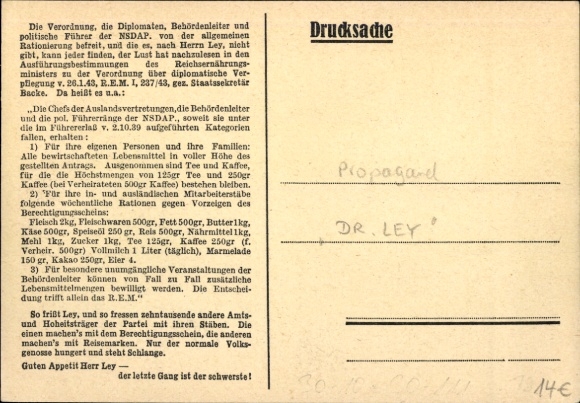 Die Verordnung, die Diplomaten, Behördenleiter und
politische Führer der NSDAP. von der allgemeinen
Rationierung befreit, und die es, nach Herrn Ley, nicht
gibt, kann jeder finden, der Lust hat nachzulesen in den
Ausführungsbestimmungen des Reichsernährungs-
ministers zu der Verordnung über diplomatische Ver-
pflegung v. 26.1.43, R.E.M. I, 237/43, gez. Staatssekretär
Backe. Da heißt es u.a.:
„Die Chefs der Auslandsvertretungen, die Behördenleiter
und die pol. Führerränge der NSDAP., soweit sie unter
die im Führererlaß v. 2.10.39 aufgeführten Kategorien
fallen, erhalten:
1) Für ihre eigenen Personen und ihre Familien:
Alle bewirtschafteten Lebensmittel in voller Höhe des
gestellten Antrags. Ausgenommen sind Tee und Kaffee,
für die die Höchstmengen von 125gr Tee und 250gr
Kaffee (bei Verheirateten 500gr Kaffee) bestehen bleiben.
2) Für ihre in- und ausländischen Mitarbeiterstäbe
folgende wöchentliche Rationen gegen Vorzeigen des
Berechtigungsscheins:
Fleisch 2kg, Fleischwaren 500gr, Fett 500gr, Butter 1kg,
Käse 500gr, Speiseöl 250 gr, Reis 500gr, Nährmittel 1kg,
Mehl 1kg, Zucker 1kg, Tee 125gr, Kaffee 250gr (f.
Verheir. 500gr) Vollmilch 1 Liter (täglich), Marmelade
150 gr, Kakao 250gr, Eier 4.
3) Für besondere unumgängliche Veranstaltungen der
Behördenleiter können von Fall zu Fall zusätzliche
Lebensmittelmengen bewilligt werden. Die Entschei-
dung trifft allein das R.E.M."
So frißt Ley, und so fressen zehntausende andere Amts-
und Hoheitsträger der Partei mit ihren Stäben. Die
einen machen's mit dem Berechtigungsschein, die anderen
machen's mit Reisemarken. Nur der normale Volks-
genosse hungert und steht Schlange.
Guten Appetit Herr Ley —
der letzte Gang ist der schwerste!
Drucksache
Propagand
„DR. LEY"
14€